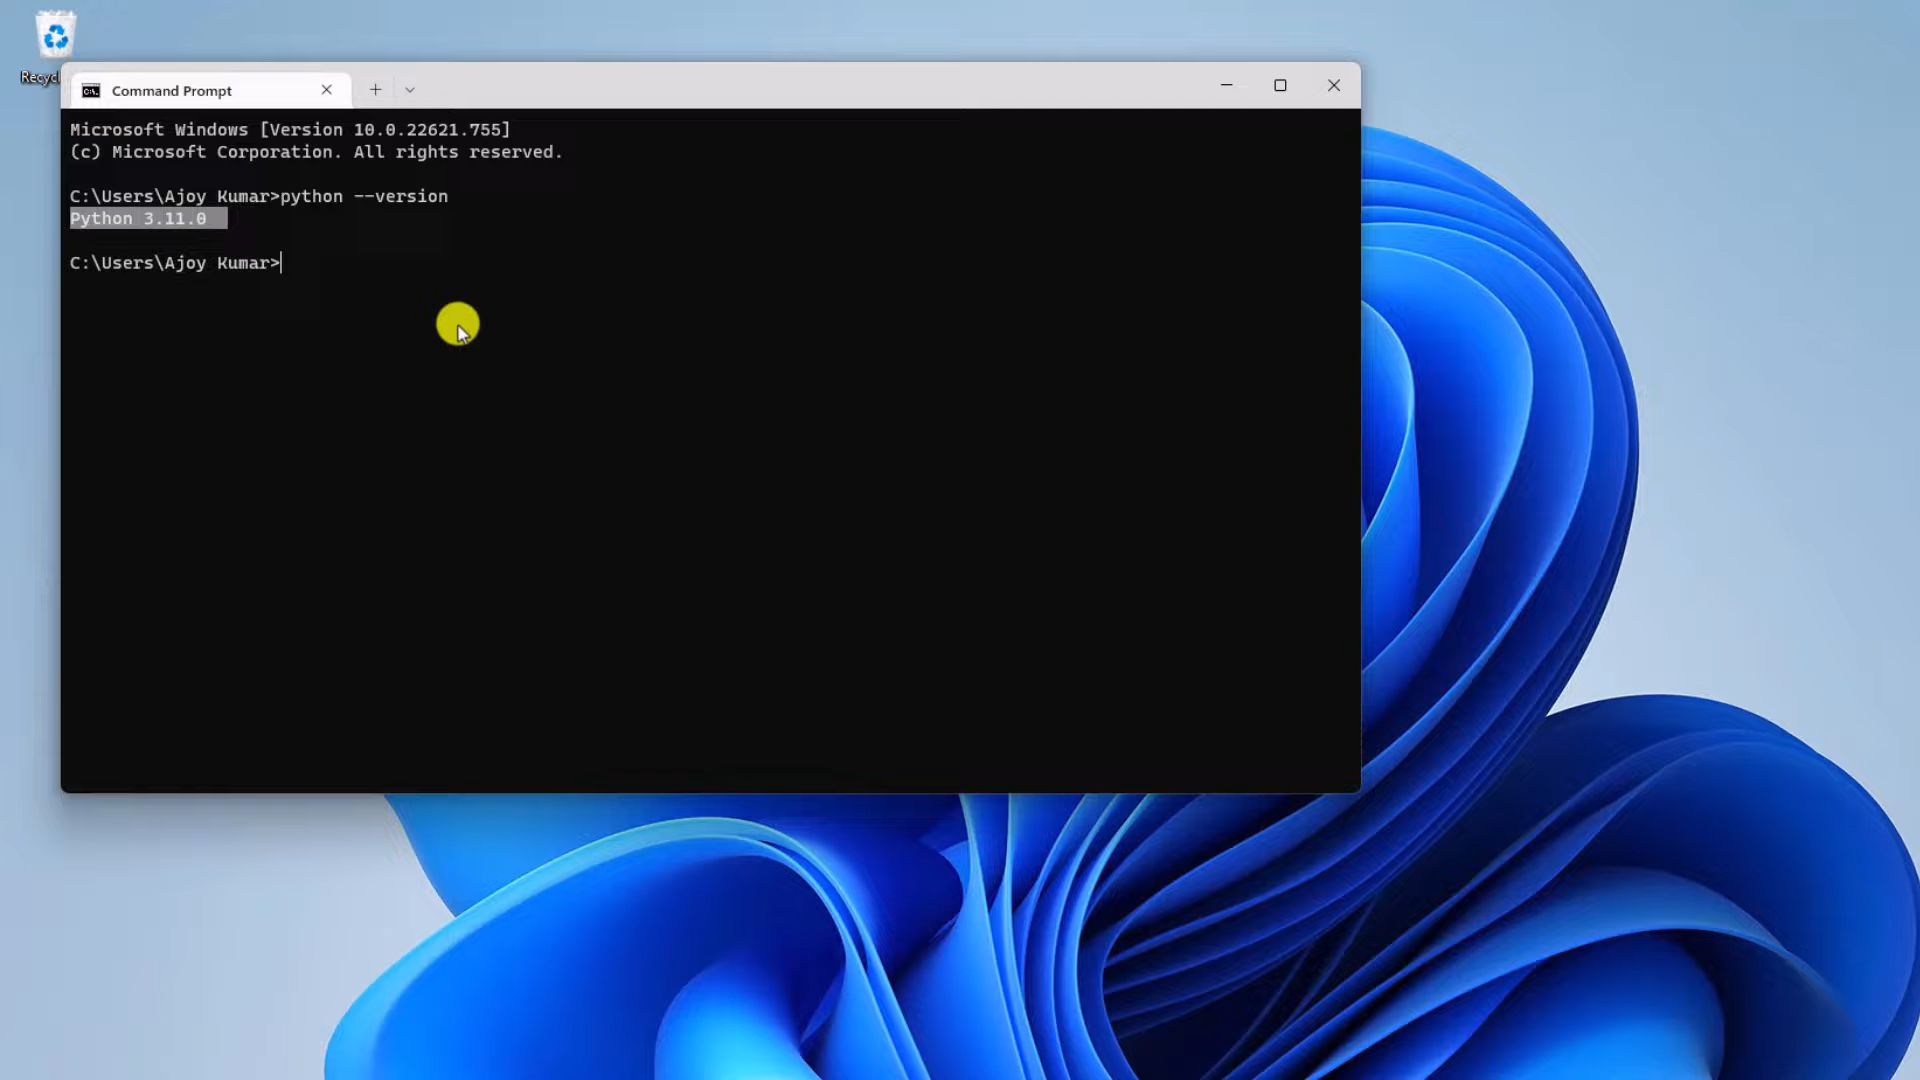 Recycl
Command Prompt
Microsoft Windows [Version 10.0.22621.755]
(c) Microsoft Corporation. All rights reserved.
C:\Users\Ajoy Kumar>python --version
Python 3.11.0
C:\Users\Ajoy Kumar>